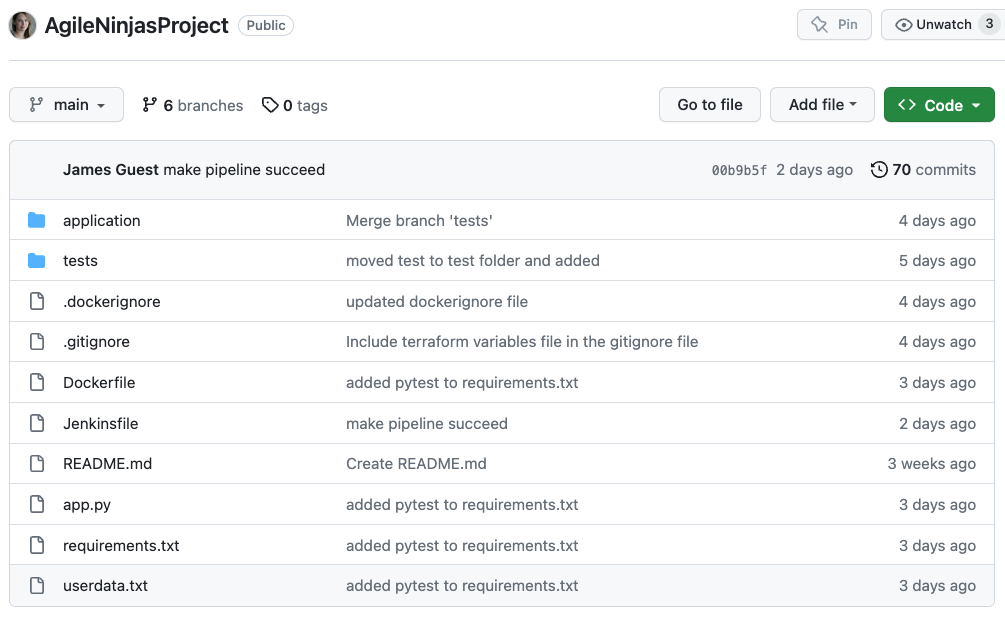 AgileNinjasProject Public Pin Unwatch 3
main 6 branches 0 tags Go to file Add file Code
James Guest make pipeline succeed 00b9b5f 2 days ago 70 commits
application Merge branch 'tests' 4 days ago
tests moved test to test folder and added 5 days ago
.dockerignore updated dockerignore file 4 days ago
.gitignore Include terraform variables file in the gitignore file 4 days ago
Dockerfile added pytest to requirements.txt 3 days ago
Jenkinsfile make pipeline succeed 2 days ago
README.md Create README.md 3 weeks ago
app.py added pytest to requirements.txt 3 days ago
requirements.txt added pytest to requirements.txt 3 days ago
userdata.txt added pytest to requirements.txt 3 days ago